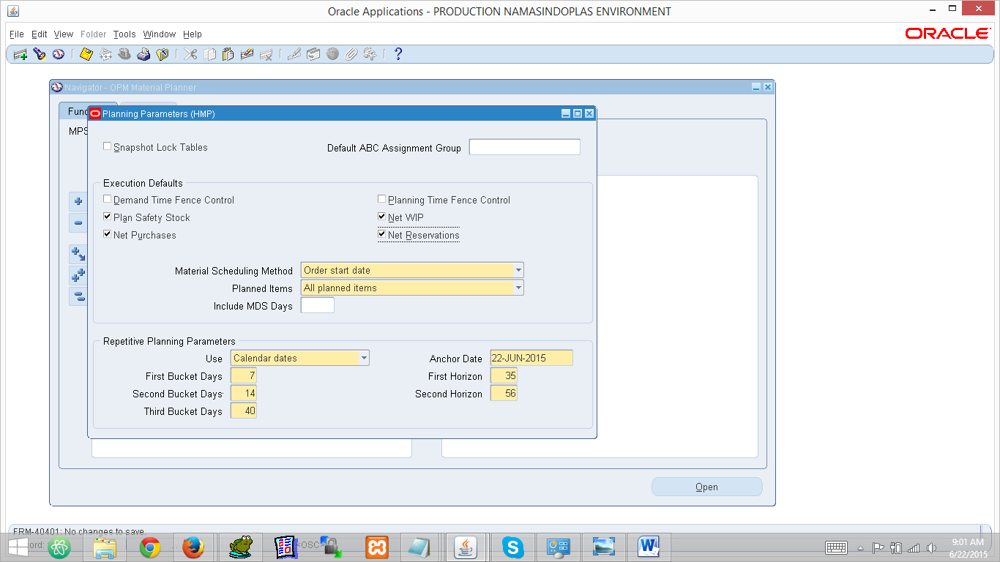 Oracle Applications - PRODUCTION NAMASINDOPLAS ENVIRONMENT
File Edit View Folder Tools Window Help
ORACLE
Navigator - OPM Material Planner
Planning Parameters (HMP)
MPS
Snapshot Lock Tables
Default ABC Assignment Group
Execution Defaults
Demand Time Fence Control
Planning Time Fence Control
Plan Safety Stock
Net WIP
Net Purchases
Net Reservations
Material Scheduling Method Order start date
Planned Items All planned items
Include MDS Days
Repetitive Planning Parameters
Use Calendar dates Anchor Date 22-JUN-2015
First Bucket Days 7 First Horizon 35
Second Bucket Days 14 Second Horizon 56
Third Bucket Days 40
Open
FRM-40401: No changes to save.
9:01 AM
6/22/2015